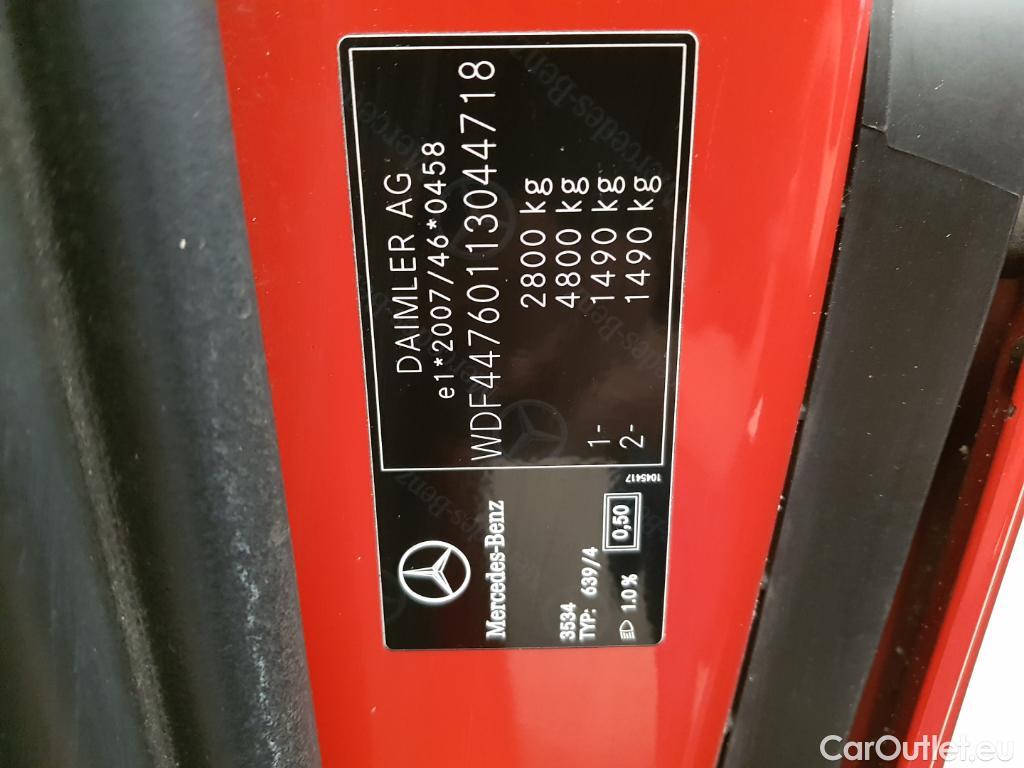 DAIMLER AG
e1*2007/46*0458
WDF44760113044718
2800 kg
4800 kg
1- 1490 kg
2- 1490 kg
Mercedes-Benz
3534
TYP: 639/4
1.0 %
0,50
1045417
CarOutlet.eu